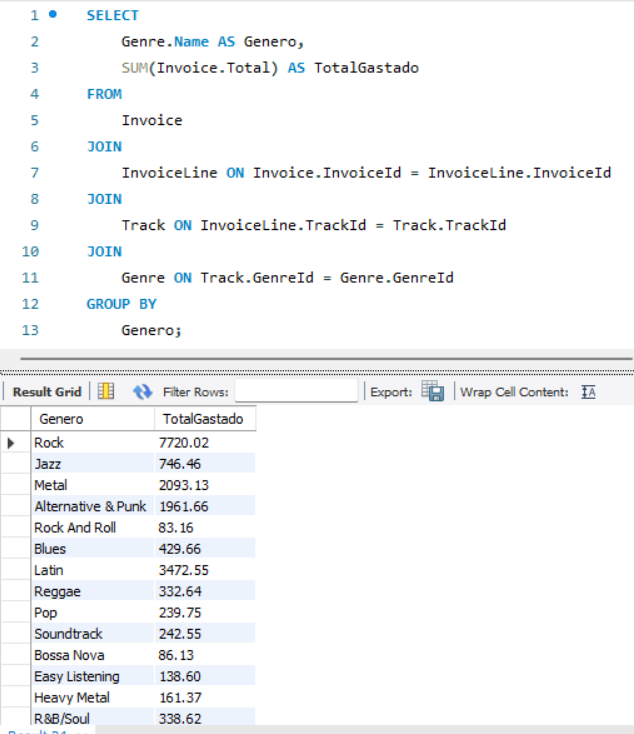 1 SELECT
2 Genre.Name AS Genero,
3 SUM(Invoice.Total) AS TotalGastado
4 FROM
5 Invoice
6 JOIN
7 InvoiceLine ON Invoice.InvoiceId = InvoiceLine.InvoiceId
8 JOIN
9 Track ON InvoiceLine.TrackId = Track.TrackId
10 JOIN
11 Genre ON Track.GenreId = Genre.GenreId
12 GROUP BY
13 Genero;
Result Grid Filter Rows: Export: Wrap Cell Content: IA
Genero TotalGastado
Rock 7720.02
Jazz 746.46
Metal 2093.13
Alternative & Punk 1961.66
Rock And Roll 83.16
Blues 429.66
Latin 3472.55
Reggae 332.64
Pop 239.75
Soundtrack 242.55
Bossa Nova 86.13
Easy Listening 138.60
Heavy Metal 161.37
R&B/Soul 338.62